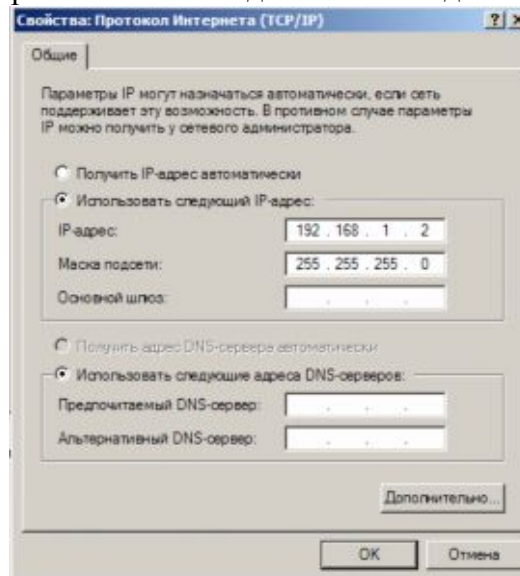 Свойства: Протокол Интернета (TCP/IP)
Общие
Параметры IP могут назначаться автоматически, если сеть
поддерживает эту возможность. В противном случае параметры
IP можно получить у сетевого администратора.
Получить IP-адрес автоматически
Использовать следующий IP-адрес:
IP-адрес: 192 . 168 . 1 . 2
Маска подсети: 255 . 255 . 255 . 0
Основной шлюз: . . .
Получить адрес DNS-сервера автоматически
Использовать следующие адреса DNS-серверов:
Предпочитаемый DNS-сервер: . . .
Альтернативный DNS-сервер: . . .
Дополнительно...
OK Отмена